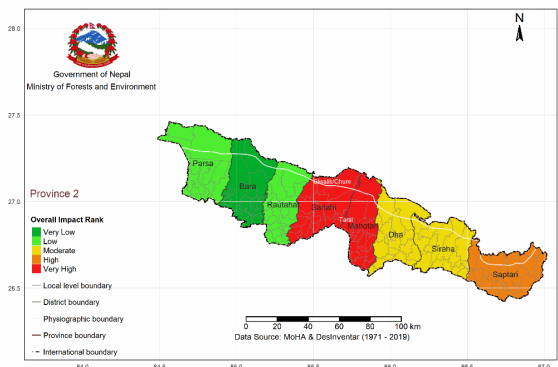 28.0
N
Government of Nepal
Ministry of Forests and Environment
27.5
Parsa
Bara
Siwalik/Chure
Province 2
Rautahat
Sarlahi
27.0
Tarai
Mahottari
Overall Impact Rank
Dha
Very Low
Siraha
Low
Moderate
Saptari
High
Very High
26.5
Local level boundary
District boundary
0 20 40 60 80 100 km
Physiographic boundary
Data Source: MoHA & DesInventar (1971 - 2019)
Province boundary
International boundary